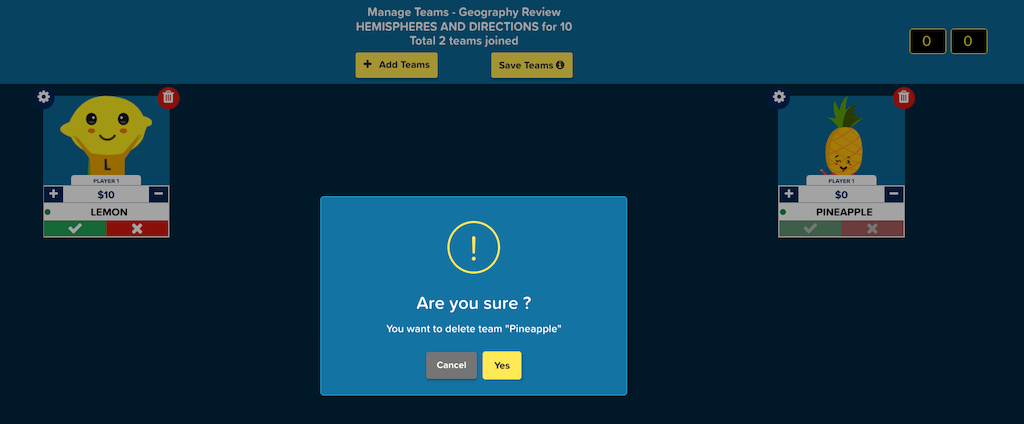 Manage Teams - Geography Review
HEMISPHERES AND DIRECTIONS for 10
Total 2 teams joined
+ Add Teams
Save Teams
0 0
L
PLAYER 1
+ $10 −
LEMON
PLAYER 1
+ $0 −
PINEAPPLE
!
Are you sure ?
You want to delete team "Pineapple"
Cancel
Yes